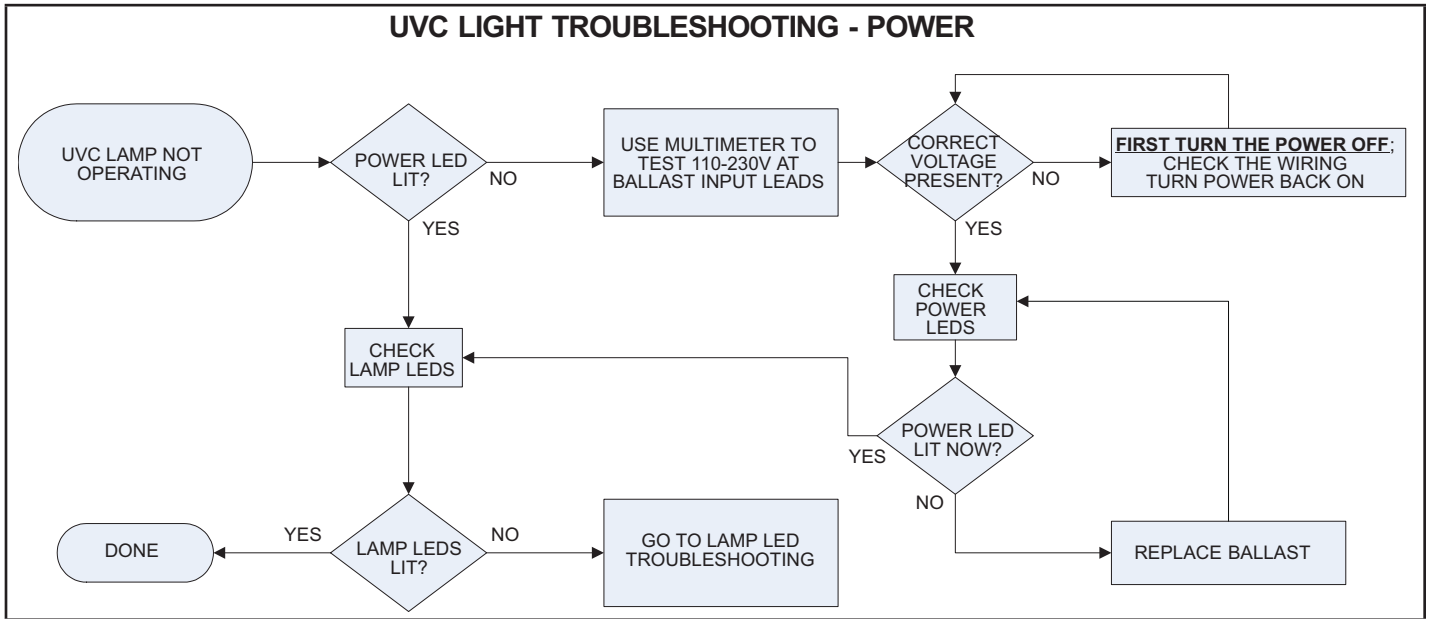 UVC LIGHT TROUBLESHOOTING - POWER
UVC LAMP NOT
OPERATING
POWER LED
LIT?
NO
YES
USE MULTIMETER TO
TEST 110-230V AT
BALLAST INPUT LEADS
CORRECT
VOLTAGE
PRESENT?
NO
YES
FIRST TURN THE POWER OFF;
CHECK THE WIRING
TURN POWER BACK ON
CHECK
POWER
LEDS
CHECK
LAMP LEDS
POWER LED
LIT NOW?
YES
NO
REPLACE BALLAST
LAMP LEDS
LIT?
YES
NO
DONE
GO TO LAMP LED
TROUBLESHOOTING